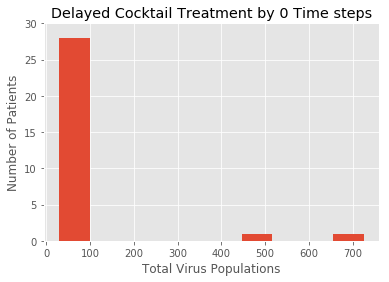 Delayed Cocktail Treatment by 0 Time steps
30
25
20
15
10
5
0
Number of Patients
0 100 200 300 400 500 600 700
Total Virus Populations